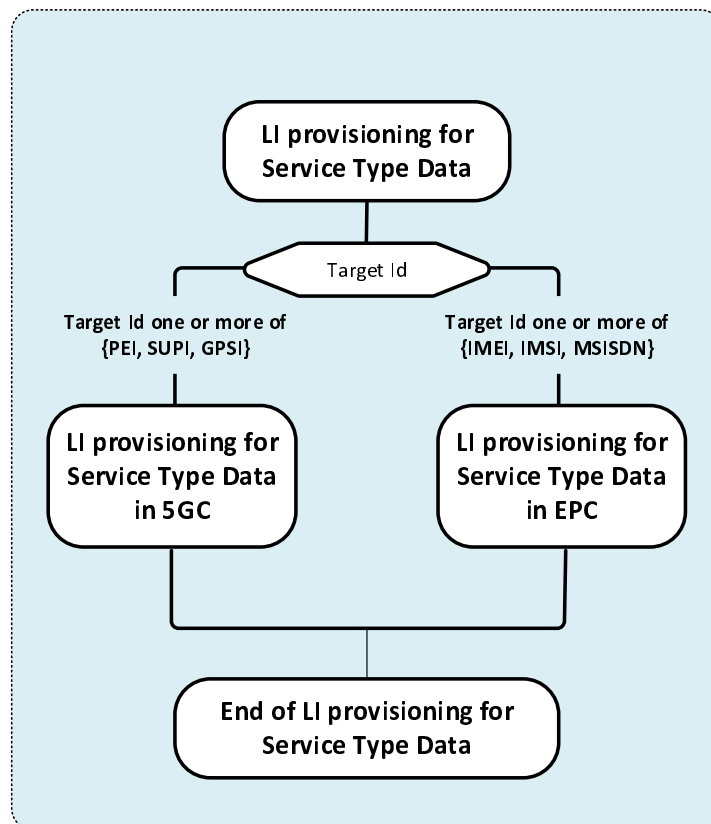 LI provisioning for
Service Type Data
Target Id
Target Id one or more of
{PEI, SUPI, GPSI}
Target Id one or more of
{IMEI, IMSI, MSISDN}
LI provisioning for
Service Type Data
in 5GC
LI provisioning for
Service Type Data
in EPC
End of LI provisioning for
Service Type Data